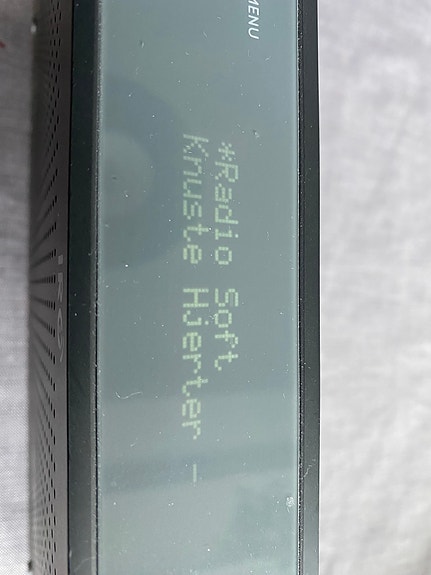 MENU
*Radio Soft
Knuste Hjerter -